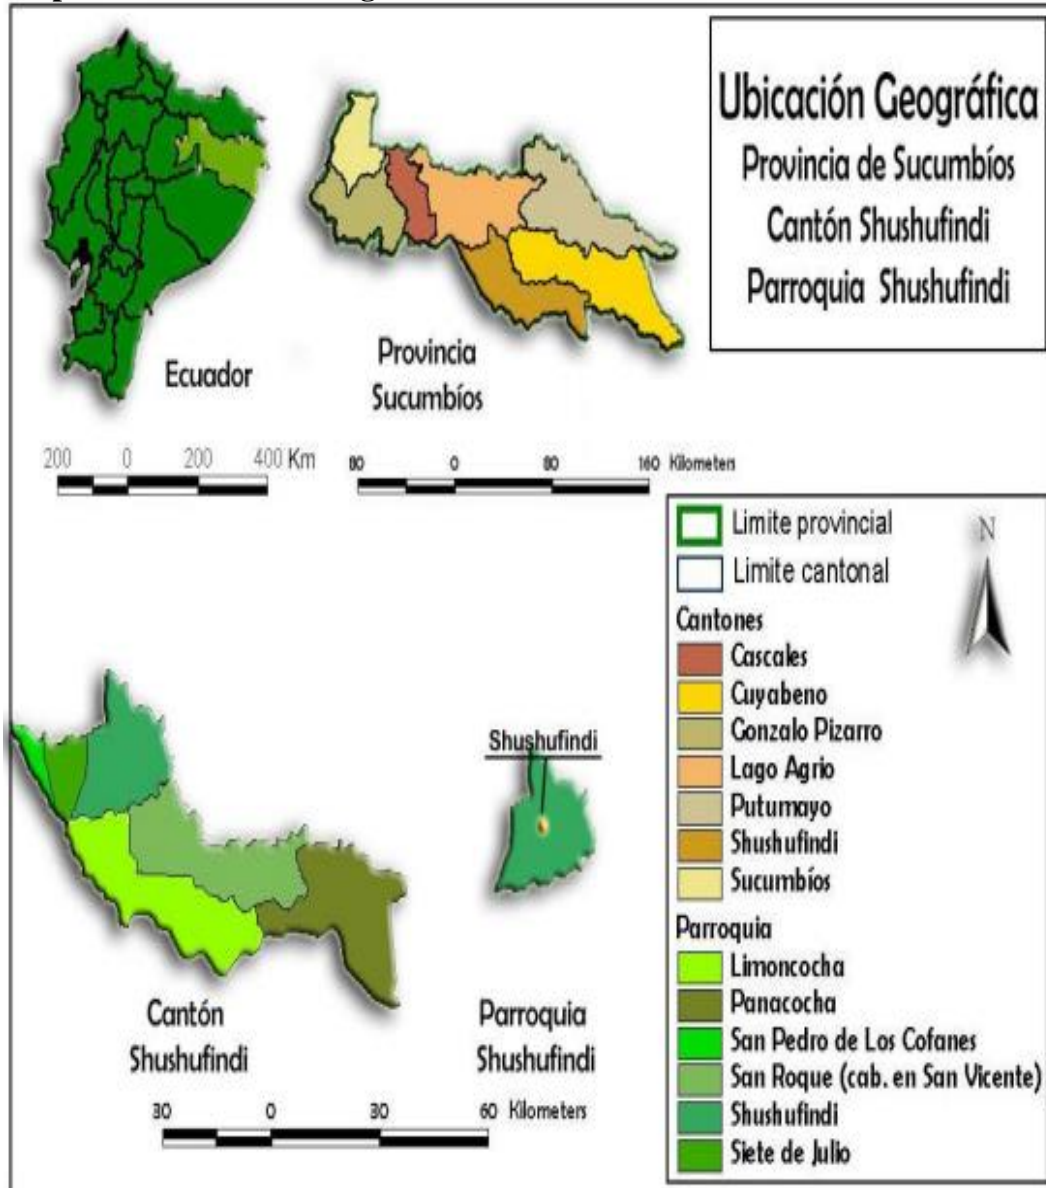 Ubicación Geográfica
Provincia de Sucumbíos
Cantón Shushufindi
Parroquia Shushufindi
Ecuador
Provincia
Sucumbíos
200 0 200 400 Km
80 0 80 160 Kilometers
Limite provincial
Limite cantonal
N
Cantones
Cascales
Cuyabeno
Gonzalo Pizarro
Lago Agrio
Putumayo
Shushufindi
Sucumbíos
Parroquia
Limoncocha
Panacocha
San Pedro de Los Cofanes
San Roque (cab. en San Vicente)
Shushufindi
Siete de Julio
Shushufindi
Cantón
Shushufindi
Parroquia
Shushufindi
30 0 30 60 Kilometers